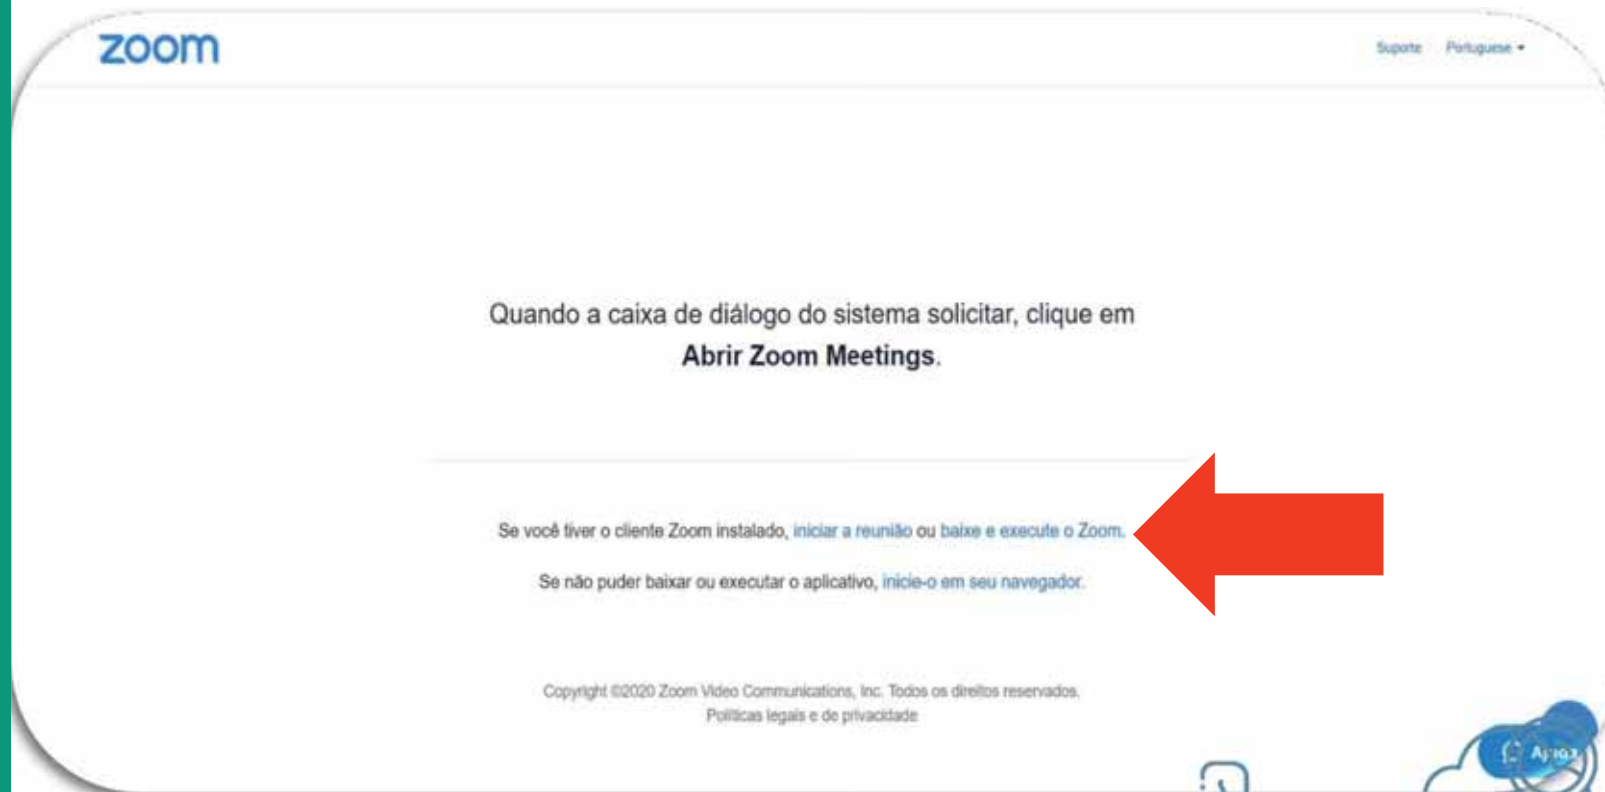 zoom
Suporte Portuguese
Quando a caixa de diálogo do sistema solicitar, clique em
Abrir Zoom Meetings.
Se você tiver o cliente Zoom instalado, iniciar a reunião ou baixe e execute o Zoom.
Se não puder baixar ou executar o aplicativo, inicie-o em seu navegador.
Copyright ©2020 Zoom Video Communications, Inc. Todos os direitos reservados.
Políticas legais e de privacidade